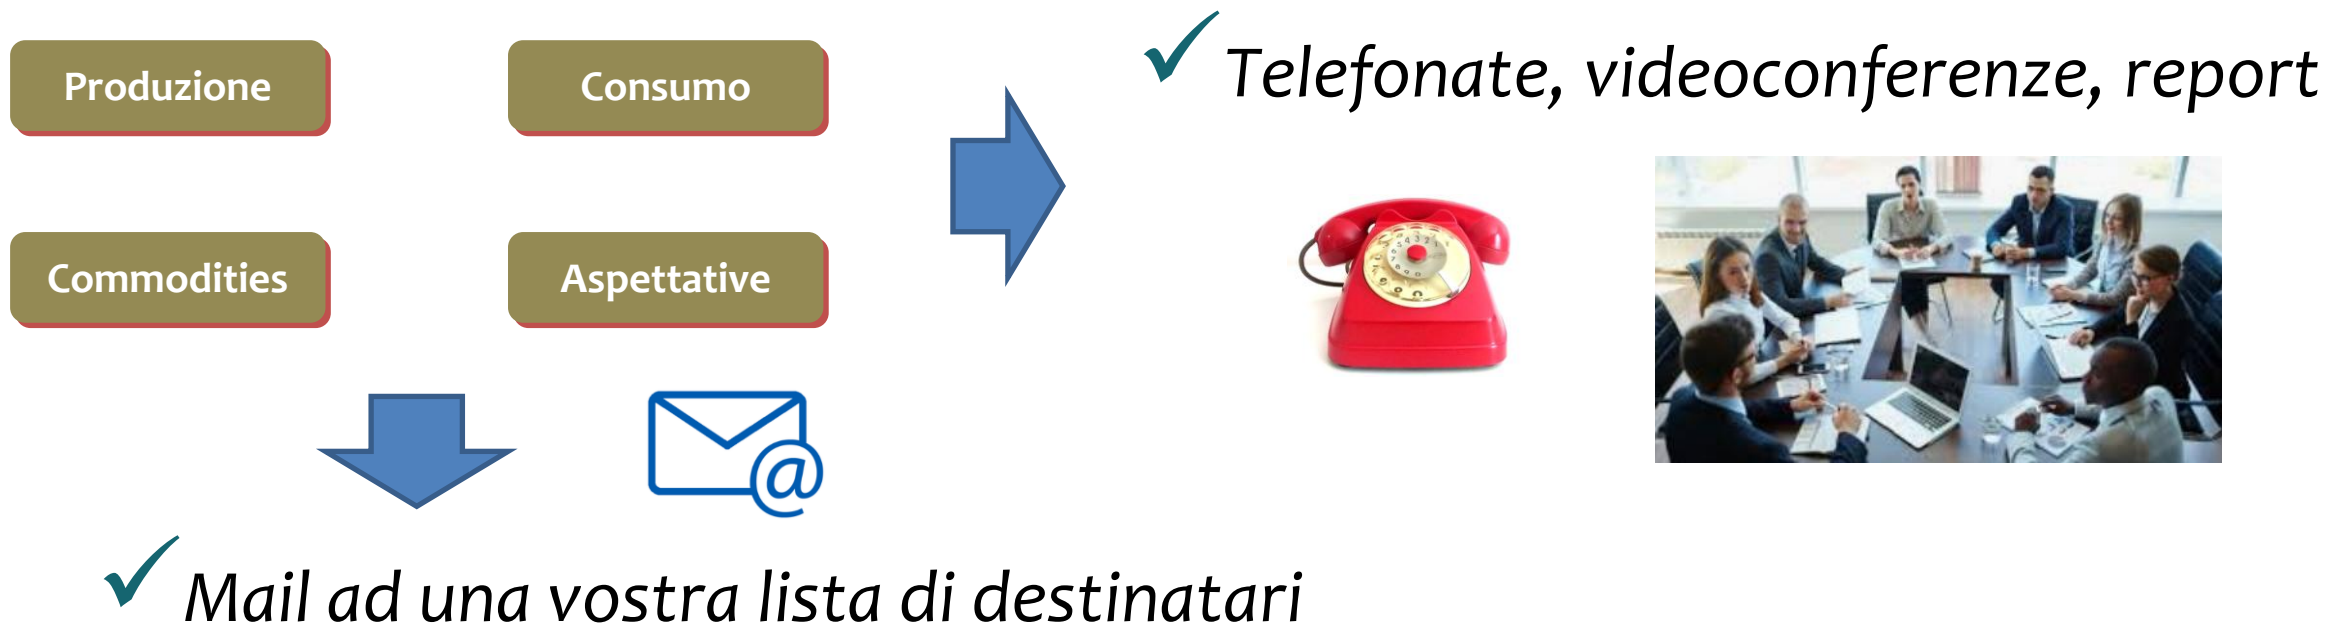 Produzione
Consumo
Commodities
Aspettative
Telefonate, videoconferenze, report
Mail ad una vostra lista di destinatari